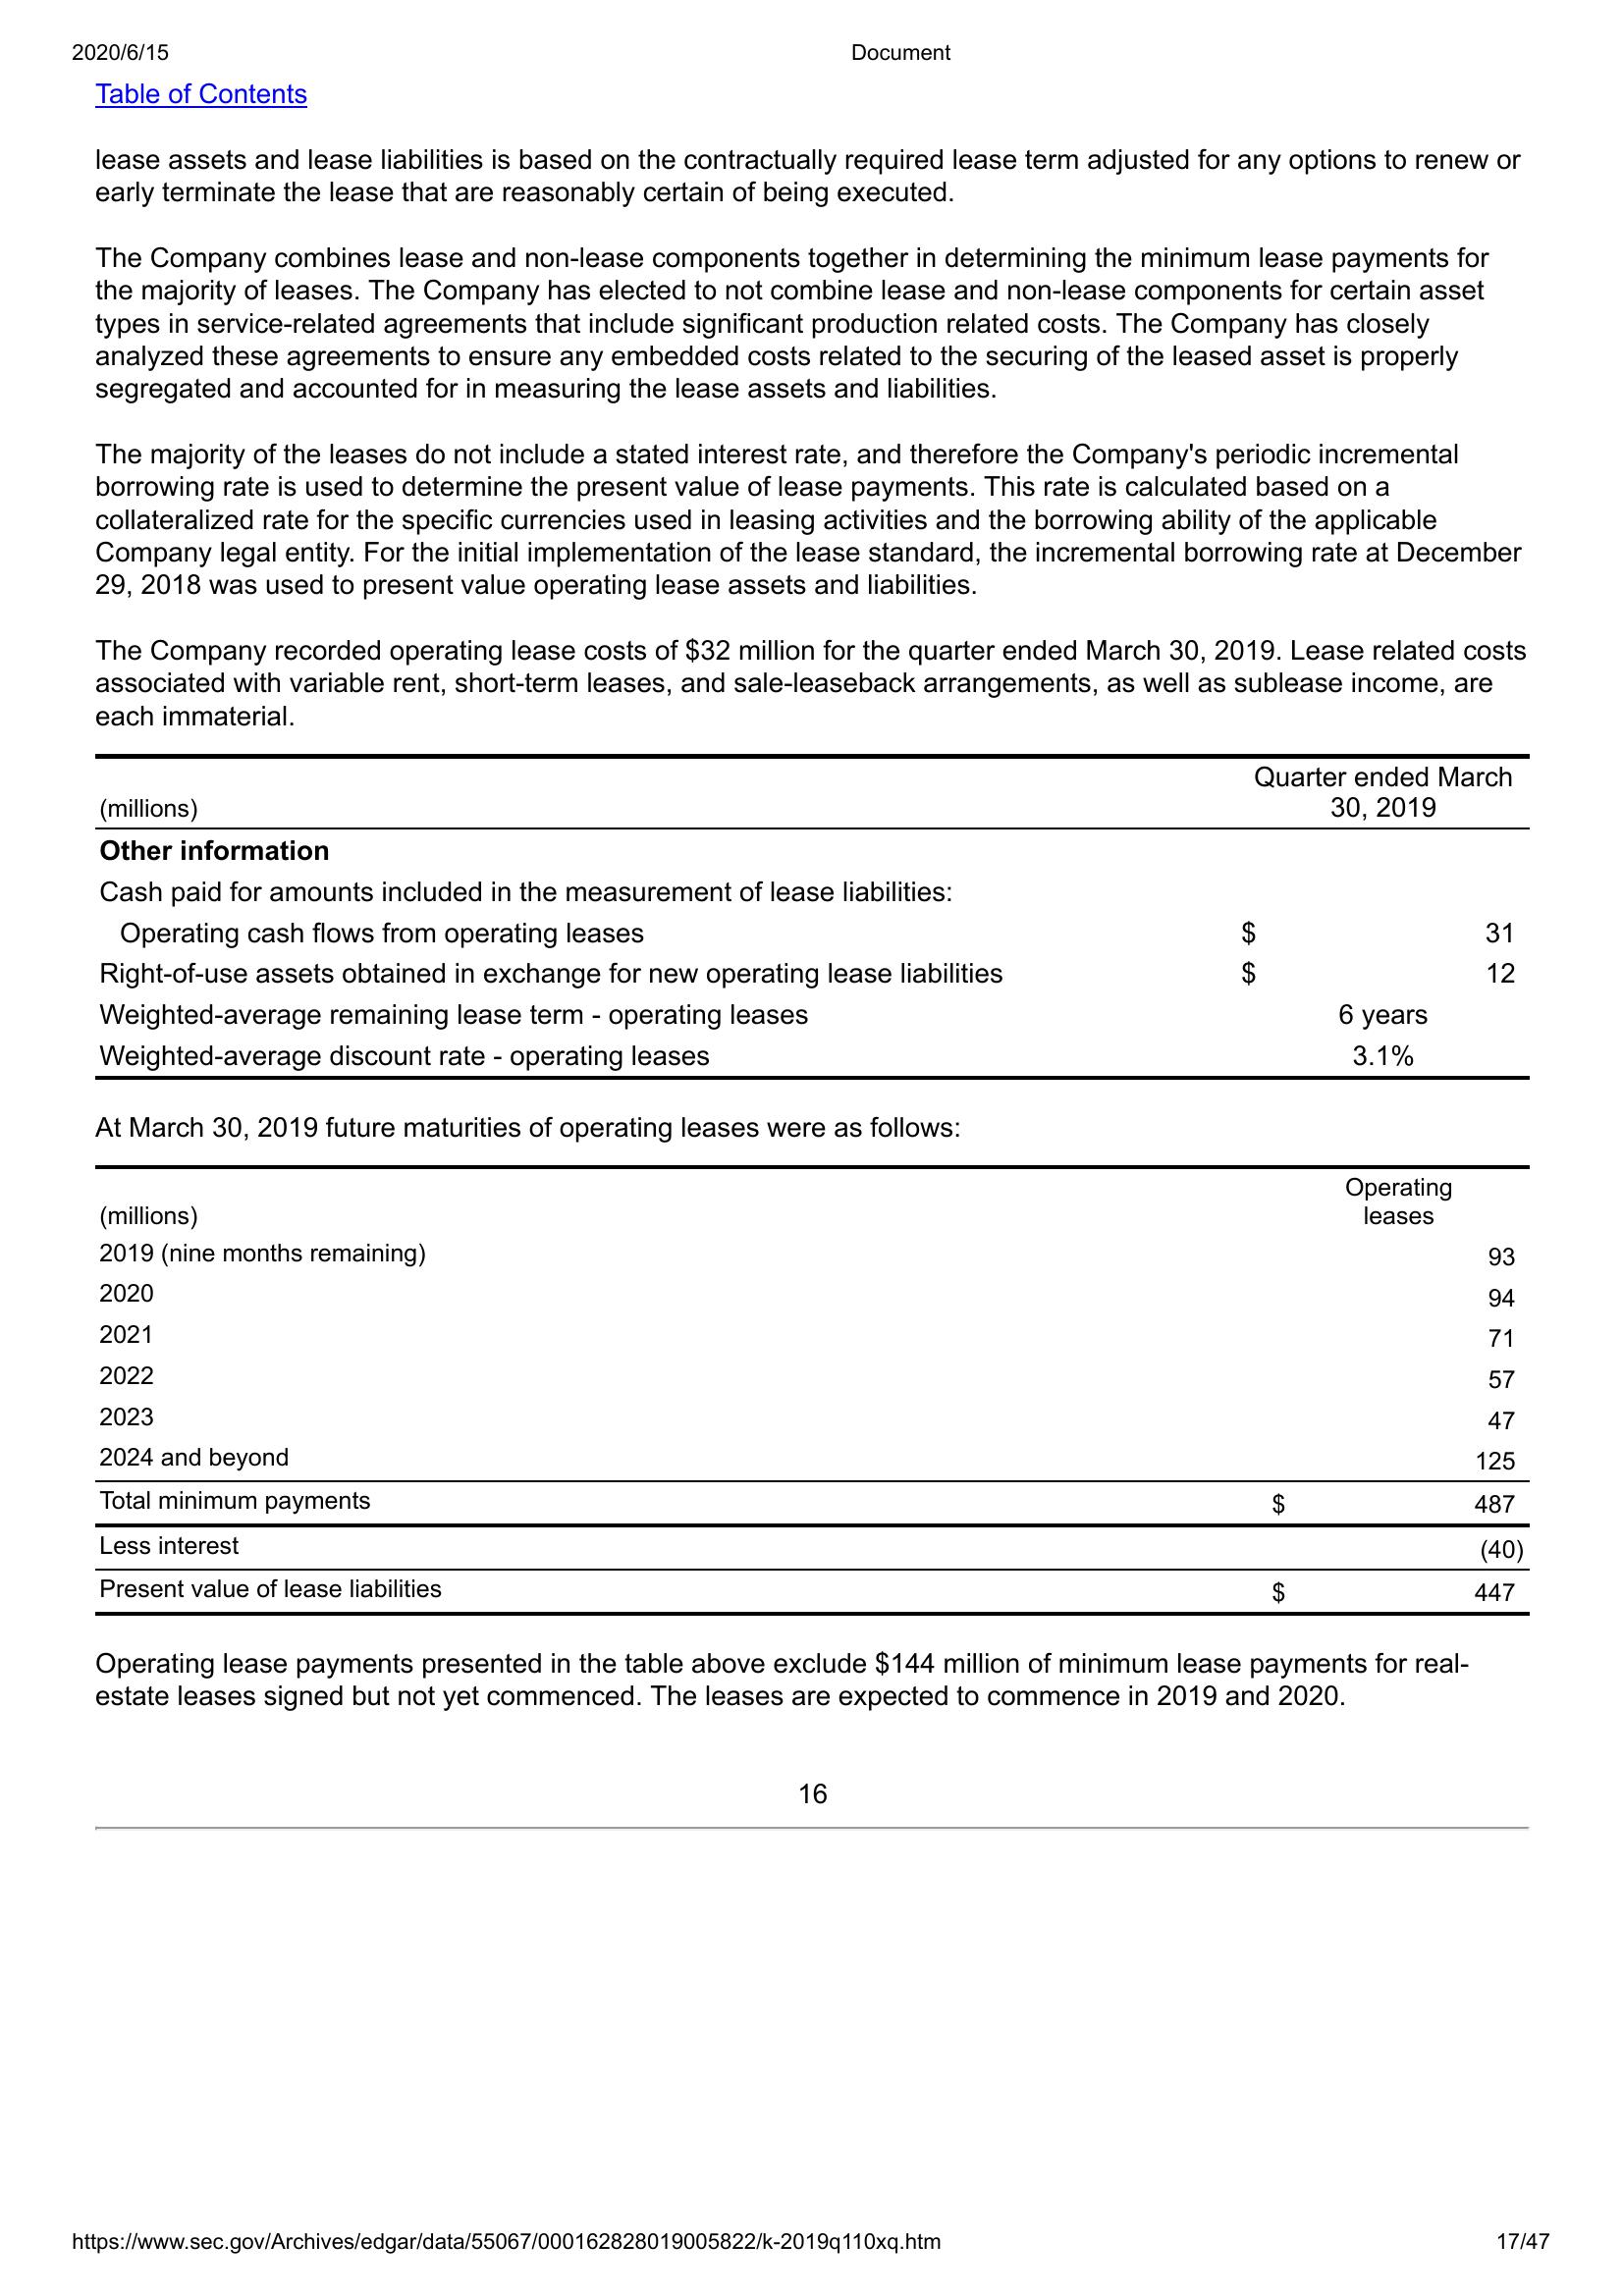 2020/6/15 Document
Table of Contents
lease assets and lease liabilities is based on the contractually required lease term adjusted for any options to renew or
early terminate the lease that are reasonably certain of being executed.
The Company combines lease and non-lease components together in determining the minimum lease payments for
the majority of leases. The Company has elected to not combine lease and non-lease components for certain asset
types in service-related agreements that include significant production related costs. The Company has closely
analyzed these agreements to ensure any embedded costs related to the securing of the leased asset is properly
segregated and accounted for in measuring the lease assets and liabilities.
The majority of the leases do not include a stated interest rate, and therefore the Company's periodic incremental
borrowing rate is used to determine the present value of lease payments. This rate is calculated based on a
collateralized rate for the specific currencies used in leasing activities and the borrowing ability of the applicable
Company legal entity. For the initial implementation of the lease standard, the incremental borrowing rate at December
29, 2018 was used to present value operating lease assets and liabilities.
The Company recorded operating lease costs of $32 million for the quarter ended March 30, 2019. Lease related costs
associated with variable rent, short-term leases, and sale-leaseback arrangements, as well as sublease income, are
each immaterial.
Quarter ended March
(millions) 30, 2019
Other information
Cash paid for amounts included in the measurement of lease liabilities:
Operating cash flows from operating leases $ 31
Right-of-use assets obtained in exchange for new operating lease liabilities $ 12
Weighted-average remaining lease term - operating leases 6 years
Weighted-average discount rate - operating leases 3.1%
At March 30, 2019 future maturities of operating leases were as follows:
Operating
(millions) leases
2019 (nine months remaining) 93
2020 94
2021 71
2022 57
2023 47
2024 and beyond 125
Total minimum payments $ 487
Less interest (40)
Present value of lease liabilities $ 447
Operating lease payments presented in the table above exclude $144 million of minimum lease payments for real-
estate leases signed but not yet commenced. The leases are expected to commence in 2019 and 2020.
16
https://www.sec.gov/Archives/edgar/data/55067/000162828019005822/k-2019q110xq.htm 17/47